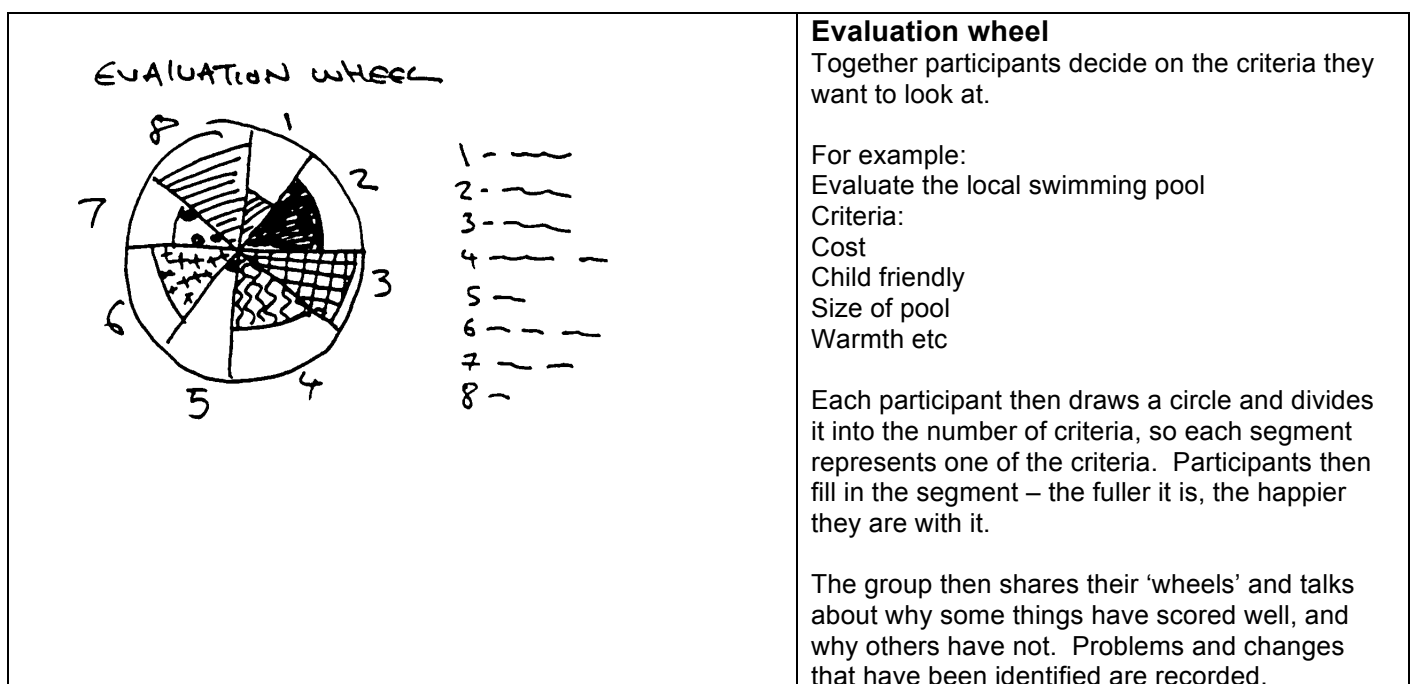 EVALUATION WHEEL
8 1
2
7
3
6
5 4
1 -
2 -
3 -
4
5 -
6 -
7 -
8 -
Evaluation wheel
Together participants decide on the criteria they
want to look at.
For example:
Evaluate the local swimming pool
Criteria:
Cost
Child friendly
Size of pool
Warmth etc
Each participant then draws a circle and divides
it into the number of criteria, so each segment
represents one of the criteria.  Participants then
fill in the segment – the fuller it is, the happier
they are with it.
The group then shares their ‘wheels’ and talks
about why some things have scored well, and
why others have not.  Problems and changes
that have been identified are recorded.